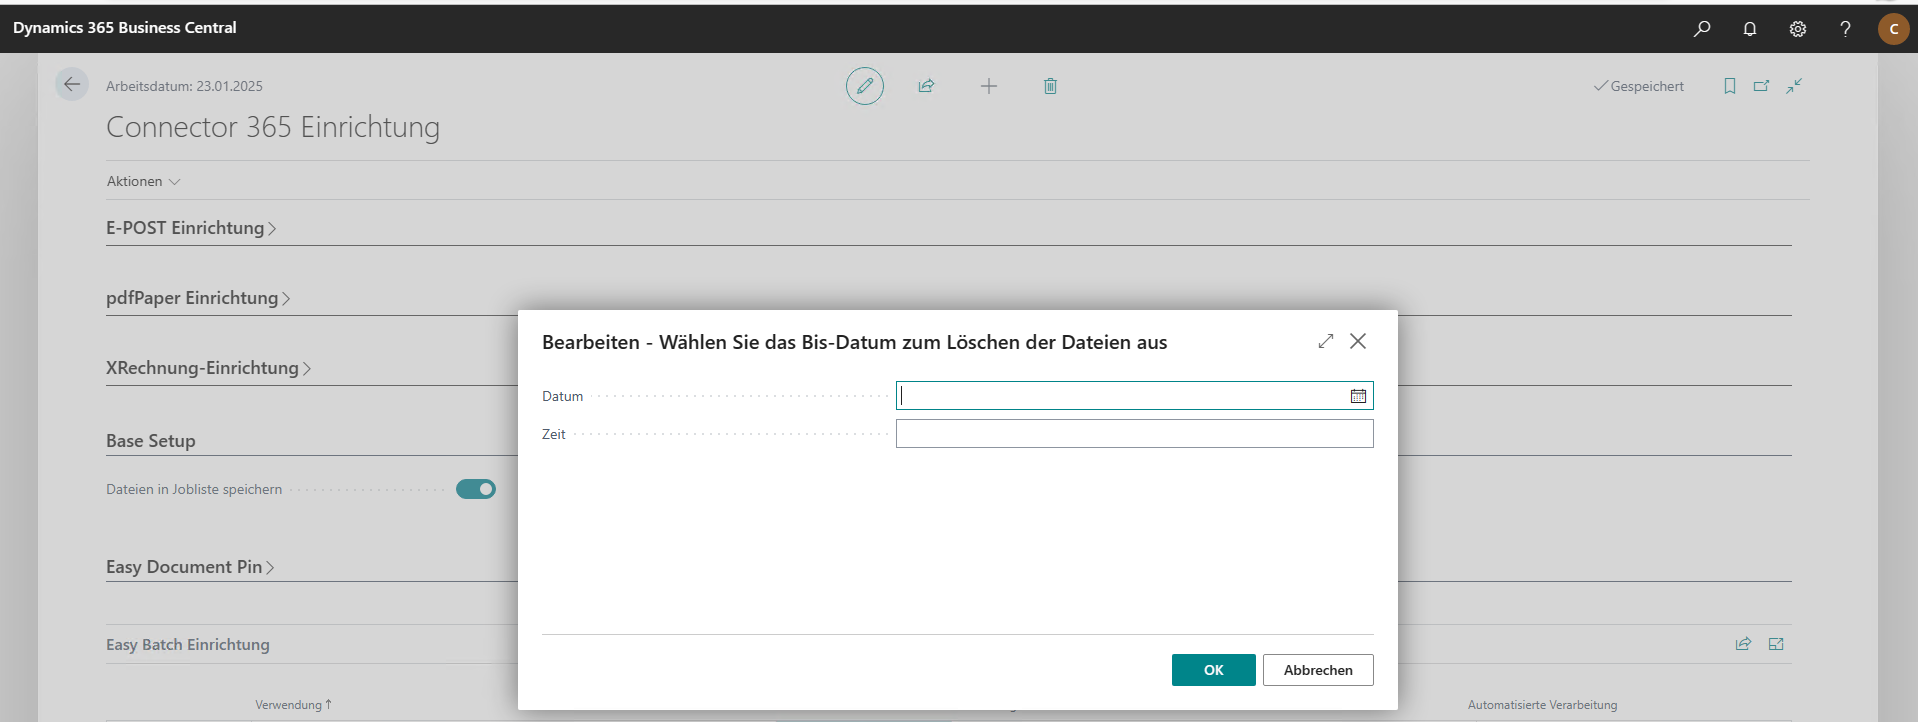 Dynamics 365 Business Central
C
Arbeitsdatum: 23.01.2025
Gespeichert
Connector 365 Einrichtung
Aktionen
E-POST Einrichtung
pdfPaper Einrichtung
XRechnung-Einrichtung
Base Setup
Dateien in Jobliste speichern
Easy Document Pin
Easy Batch Einrichtung
Verwendung
Automatisierte Verarbeitung
Bearbeiten - Wählen Sie das Bis-Datum zum Löschen der Dateien aus
Datum
Zeit
OK
Abbrechen